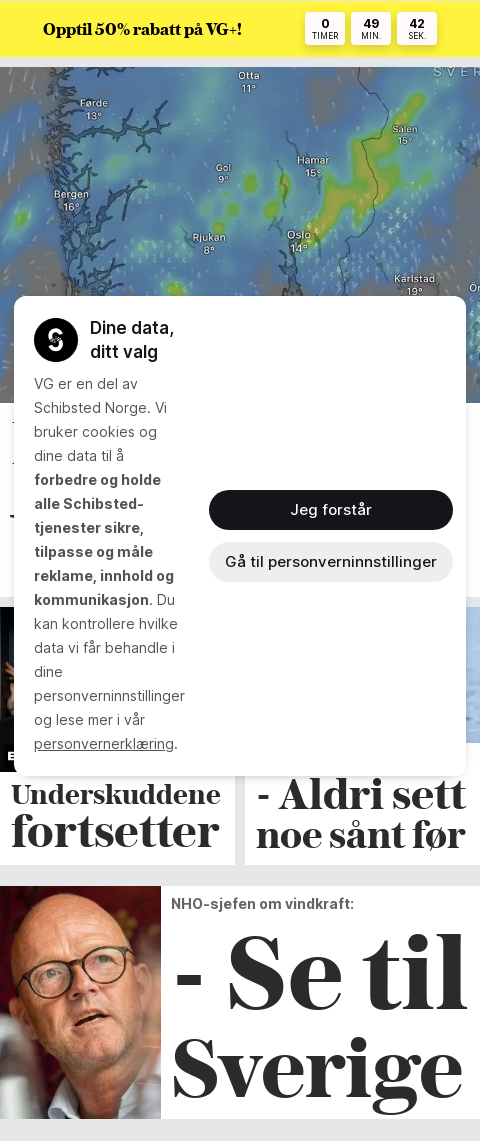 Opptil 50% rabatt på VG+!
0
TIMER
49
MIN.
42
SEK.
SVER
Otta
11°
Førde
13°
Salen
15°
Gol
9°
Hamar
15°
Bergen
16°
Rjukan
8°
Oslo
14°
Karlstad
19°
Ör
Dine data,
ditt valg
VG er en del av
Schibsted Norge. Vi
bruker cookies og
dine data til å
forbedre og holde
alle Schibsted-
tjenester sikre,
tilpasse og måle
reklame, innhold og
kommunikasjon. Du
kan kontrollere hvilke
data vi får behandle i
dine
personverninnstillinger
og lese mer i vår
personvernerklæring.
Jeg forstår
Gå til personverninnstillinger
Underskuddene
fortsetter
- Aldri sett
noe sånt før
NHO-sjefen om vindkraft:
- Se til
Sverige